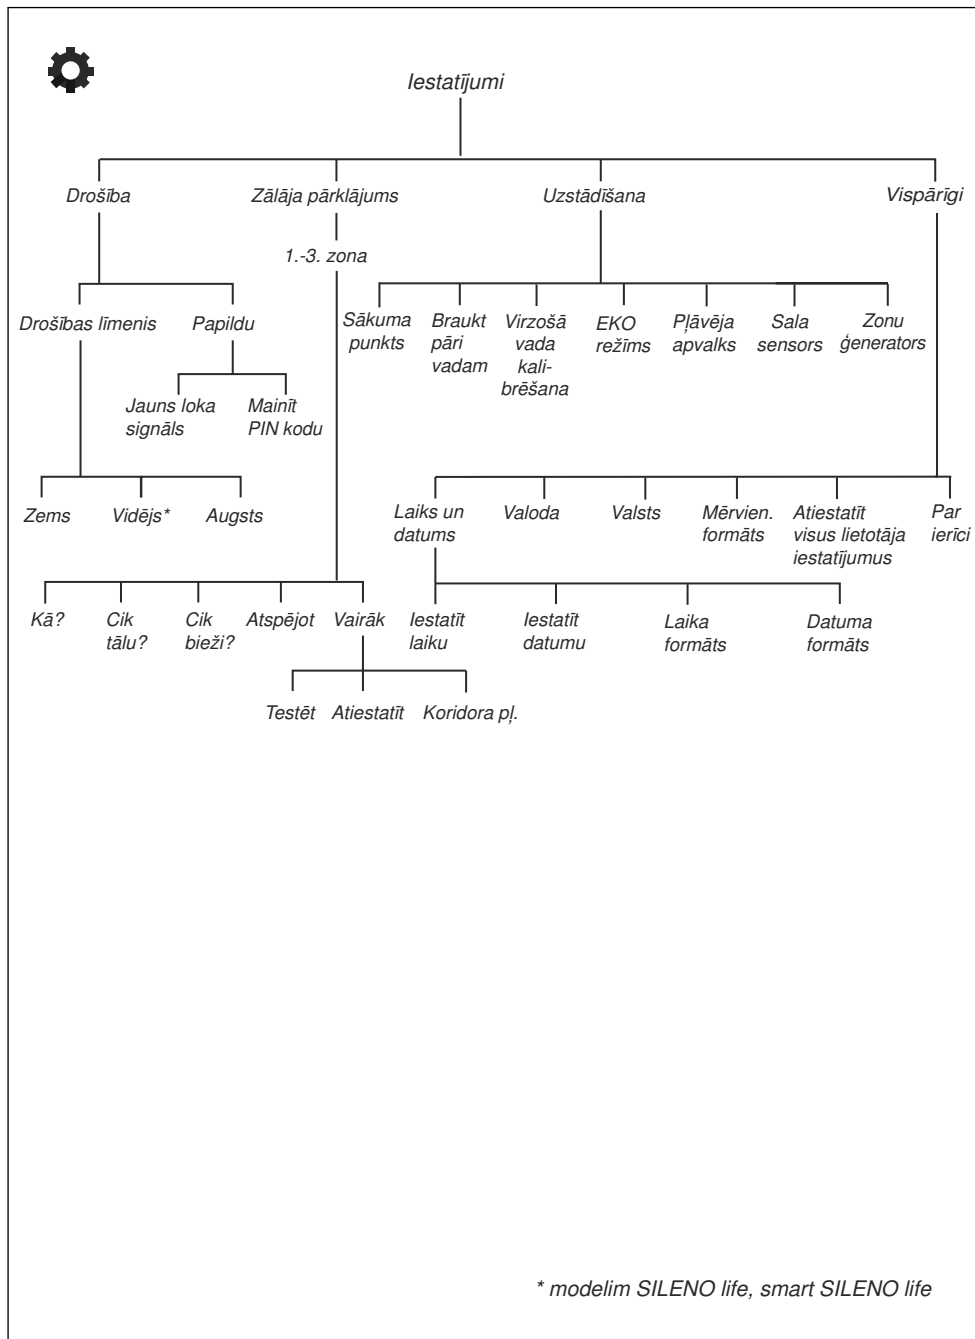 Iestatījumi
Drošība
Zālāja pārklājums
Uzstādīšana
Vispārīgi
1.-3. zona
Drošības līmenis
Papildu
Sākuma
punkts
Braukt
pāri
vadam
Virzošā
vada
kali-
brēšana
EKO
režīms
Pļāvēja
apvalks
Sala
sensors
Zonu
ģenerators
Jauns loka
signāls
Mainīt
PIN kodu
Zems
Vidējs*
Augsts
Laiks un
datums
Valoda
Valsts
Mērvien.
formāts
Atiestatīt
visus lietotāja
iestatījumus
Par
ierīci
Kā?
Cik
tālu?
Cik
bieži?
Atspējot
Vairāk
Iestatīt
laiku
Iestatīt
datumu
Laika
formāts
Datuma
formāts
Testēt
Atiestatīt
Koridora pļ.
* modelim SILENO life, smart SILENO life